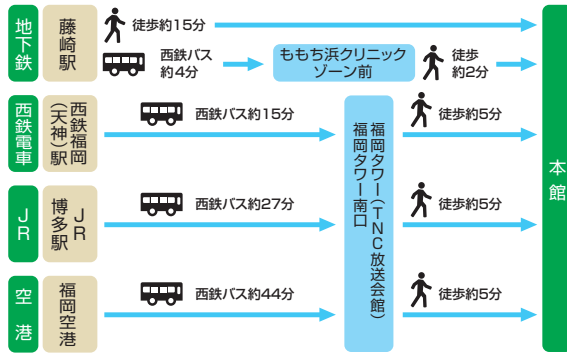 地下鉄
藤崎駅
徒歩約15分
西鉄バス
約4分
ももち浜クリニック
ゾーン前
徒歩
約2分
西鉄電車
西鉄福岡
(天神)駅
西鉄バス約15分
徒歩約5分
JR
JR
博多駅
西鉄バス約27分
徒歩約5分
空港
福岡空港
西鉄バス約44分
徒歩約5分
福岡タワー(TNC放送会館)
福岡タワー南口
本館